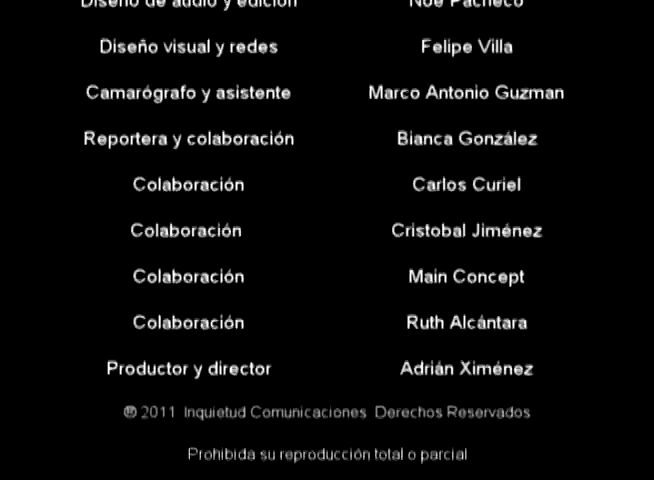 Diseño de audio y edición Noé Pacheco
Diseño visual y redes Felipe Villa
Camarógrafo y asistente Marco Antonio Guzman
Reportera y colaboración Bianca González
Colaboración Carlos Curiel
Colaboración Cristobal Jiménez
Colaboración Main Concept
Colaboración Ruth Alcántara
Productor y director Adrián Ximénez
® 2011 Inquietud Comunicaciones Derechos Reservados
Prohibida su reproducción total o parcial